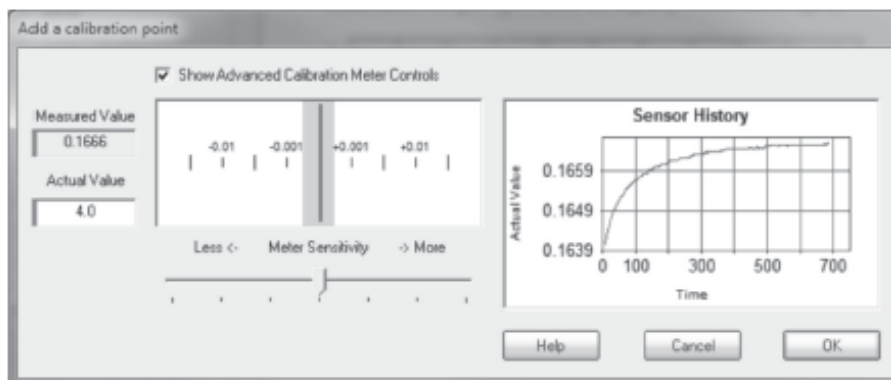 Add a calibration point
Show Advanced Calibration Meter Controls
Measured Value
0.1666
Actual Value
4.0
-0.01 -0.001 +0.001 +0.01
Less <- Meter Sensitivity -> More
Sensor History
Actual Value
0.1659
0.1649
0.1639
0 100 300 500 700
Time
Help Cancel OK